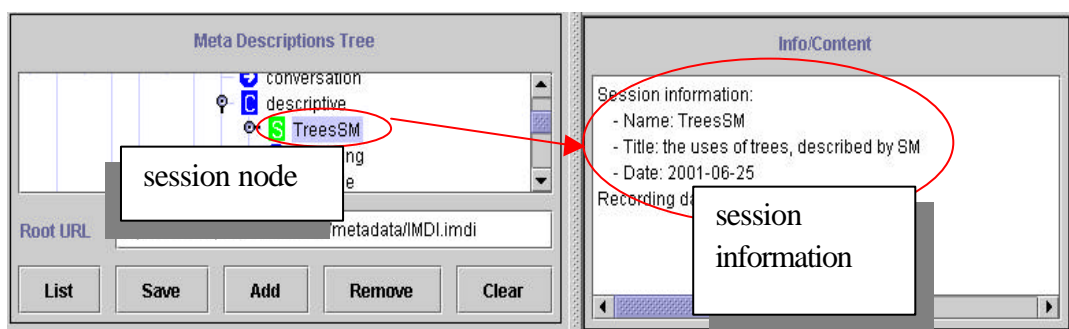 Meta Descriptions Tree
conversation
C descriptive
S TreesSM
session node
Root URL
/metadata/IMDI.imdi
List Save Add Remove Clear
Info/Content
Session information:
- Name: TreesSM
- Title: the uses of trees, described by SM
- Date: 2001-06-25
Recording
session
information